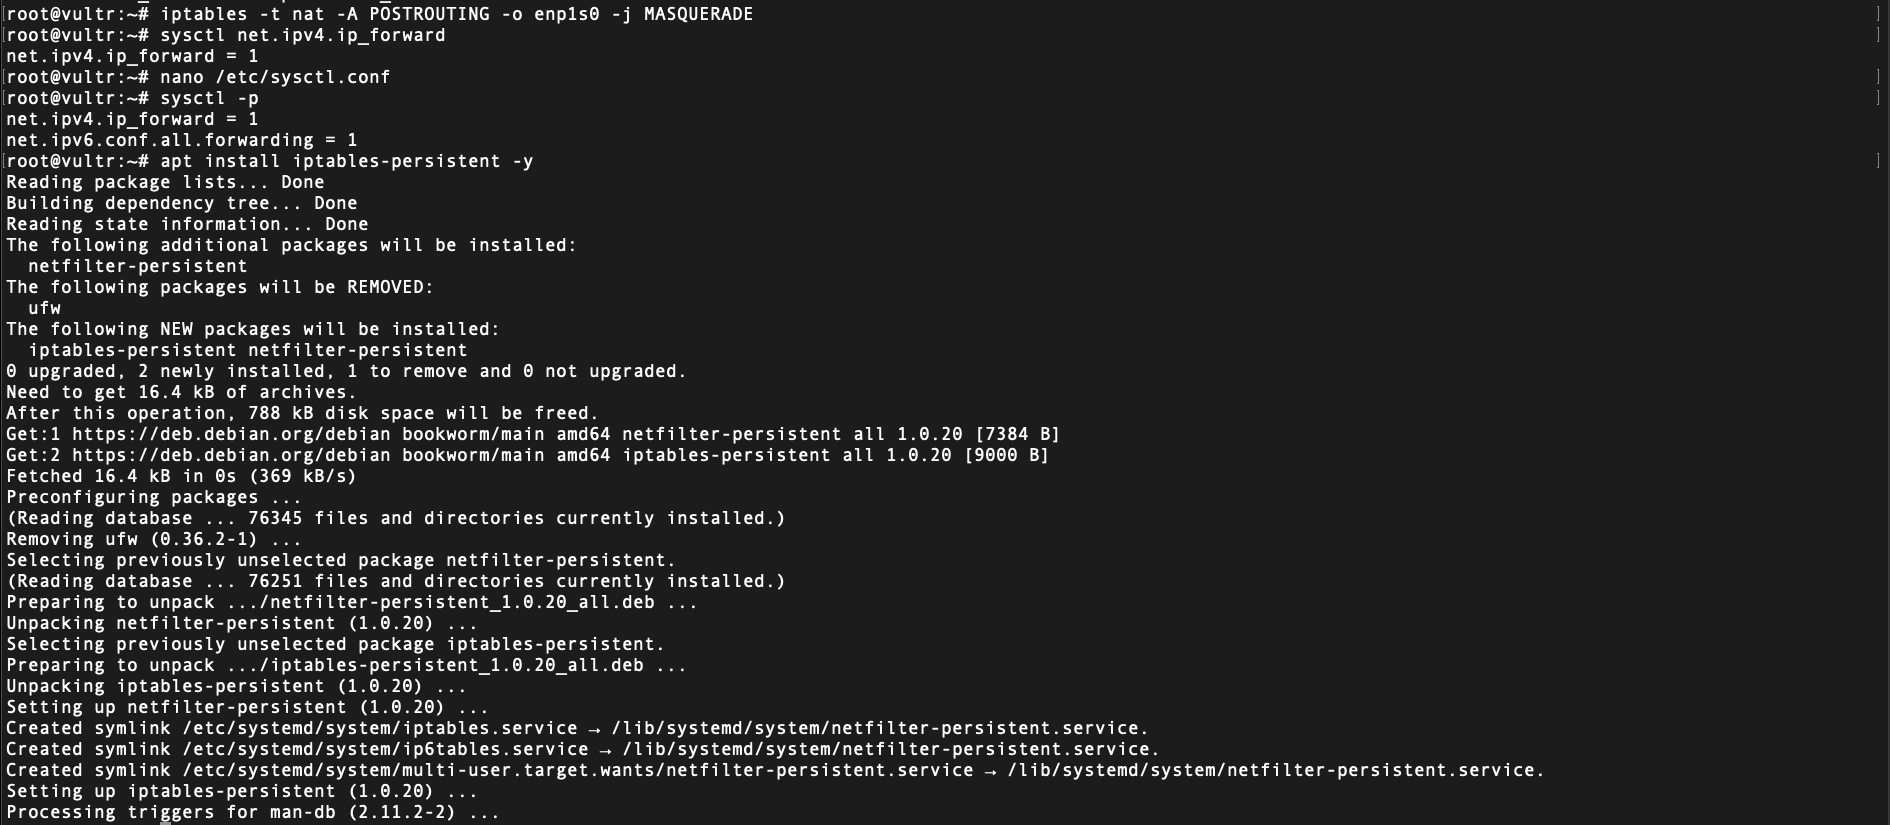 [root@vultr:~# iptables -t nat -A POSTROUTING -o enp1s0 -j MASQUERADE ]
[root@vultr:~# sysctl net.ipv4.ip_forward ]
net.ipv4.ip_forward = 1
[root@vultr:~# nano /etc/sysctl.conf ]
[root@vultr:~# sysctl -p ]
net.ipv4.ip_forward = 1
net.ipv6.conf.all.forwarding = 1
[root@vultr:~# apt install iptables-persistent -y ]
Reading package lists... Done
Building dependency tree... Done
Reading state information... Done
The following additional packages will be installed:
  netfilter-persistent
The following packages will be REMOVED:
  ufw
The following NEW packages will be installed:
  iptables-persistent netfilter-persistent
0 upgraded, 2 newly installed, 1 to remove and 0 not upgraded.
Need to get 16.4 kB of archives.
After this operation, 788 kB disk space will be freed.
Get:1 https://deb.debian.org/debian bookworm/main amd64 netfilter-persistent all 1.0.20 [7384 B]
Get:2 https://deb.debian.org/debian bookworm/main amd64 iptables-persistent all 1.0.20 [9000 B]
Fetched 16.4 kB in 0s (369 kB/s)
Preconfiguring packages ...
(Reading database ... 76345 files and directories currently installed.)
Removing ufw (0.36.2-1) ...
Selecting previously unselected package netfilter-persistent.
(Reading database ... 76251 files and directories currently installed.)
Preparing to unpack .../netfilter-persistent_1.0.20_all.deb ...
Unpacking netfilter-persistent (1.0.20) ...
Selecting previously unselected package iptables-persistent.
Preparing to unpack .../iptables-persistent_1.0.20_all.deb ...
Unpacking iptables-persistent (1.0.20) ...
Setting up netfilter-persistent (1.0.20) ...
Created symlink /etc/systemd/system/iptables.service → /lib/systemd/system/netfilter-persistent.service.
Created symlink /etc/systemd/system/ip6tables.service → /lib/systemd/system/netfilter-persistent.service.
Created symlink /etc/systemd/system/multi-user.target.wants/netfilter-persistent.service → /lib/systemd/system/netfilter-persistent.service.
Setting up iptables-persistent (1.0.20) ...
Processing triggers for man-db (2.11.2-2) ...